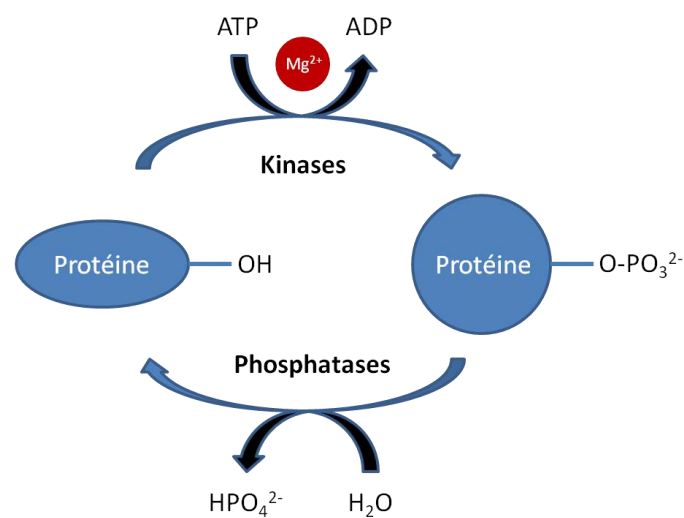 ATP ADP
Mg²⁺
Kinases
Protéine OH Protéine O-PO₃²⁻
Phosphatases
HPO₄²⁻ H₂O